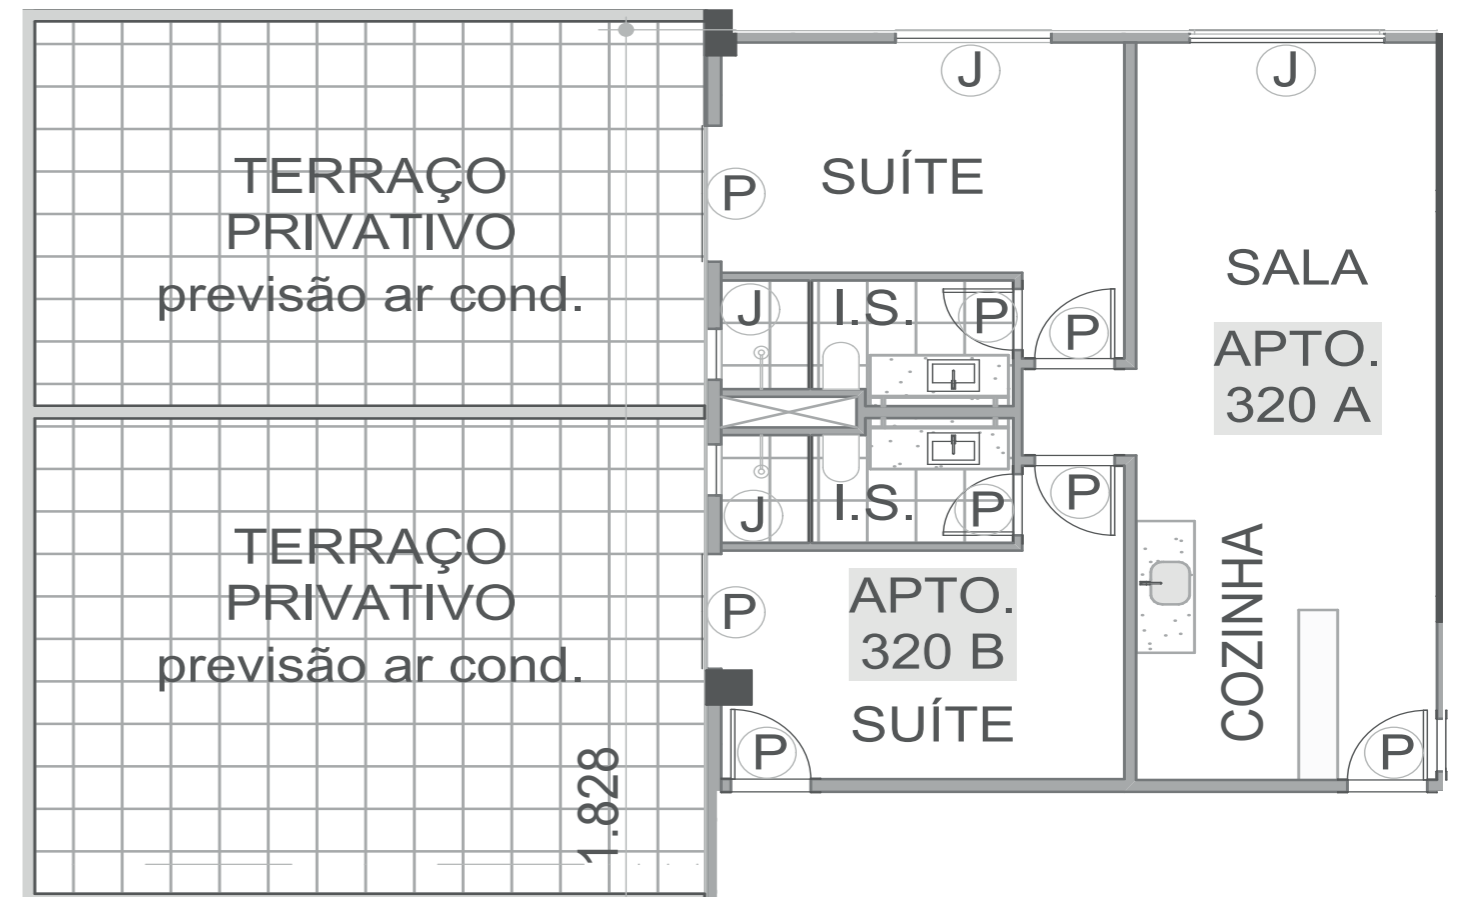 J
J
TERRAÇO
PRIVATIVO
previsão ar cond.
P
SUÍTE
SALA
APTO.
320 A
J
I.S.
P
P
J
I.S.
P
P
TERRAÇO
PRIVATIVO
previsão ar cond.
P
APTO.
320 B
SUÍTE
COZINHA
P
P
1.828